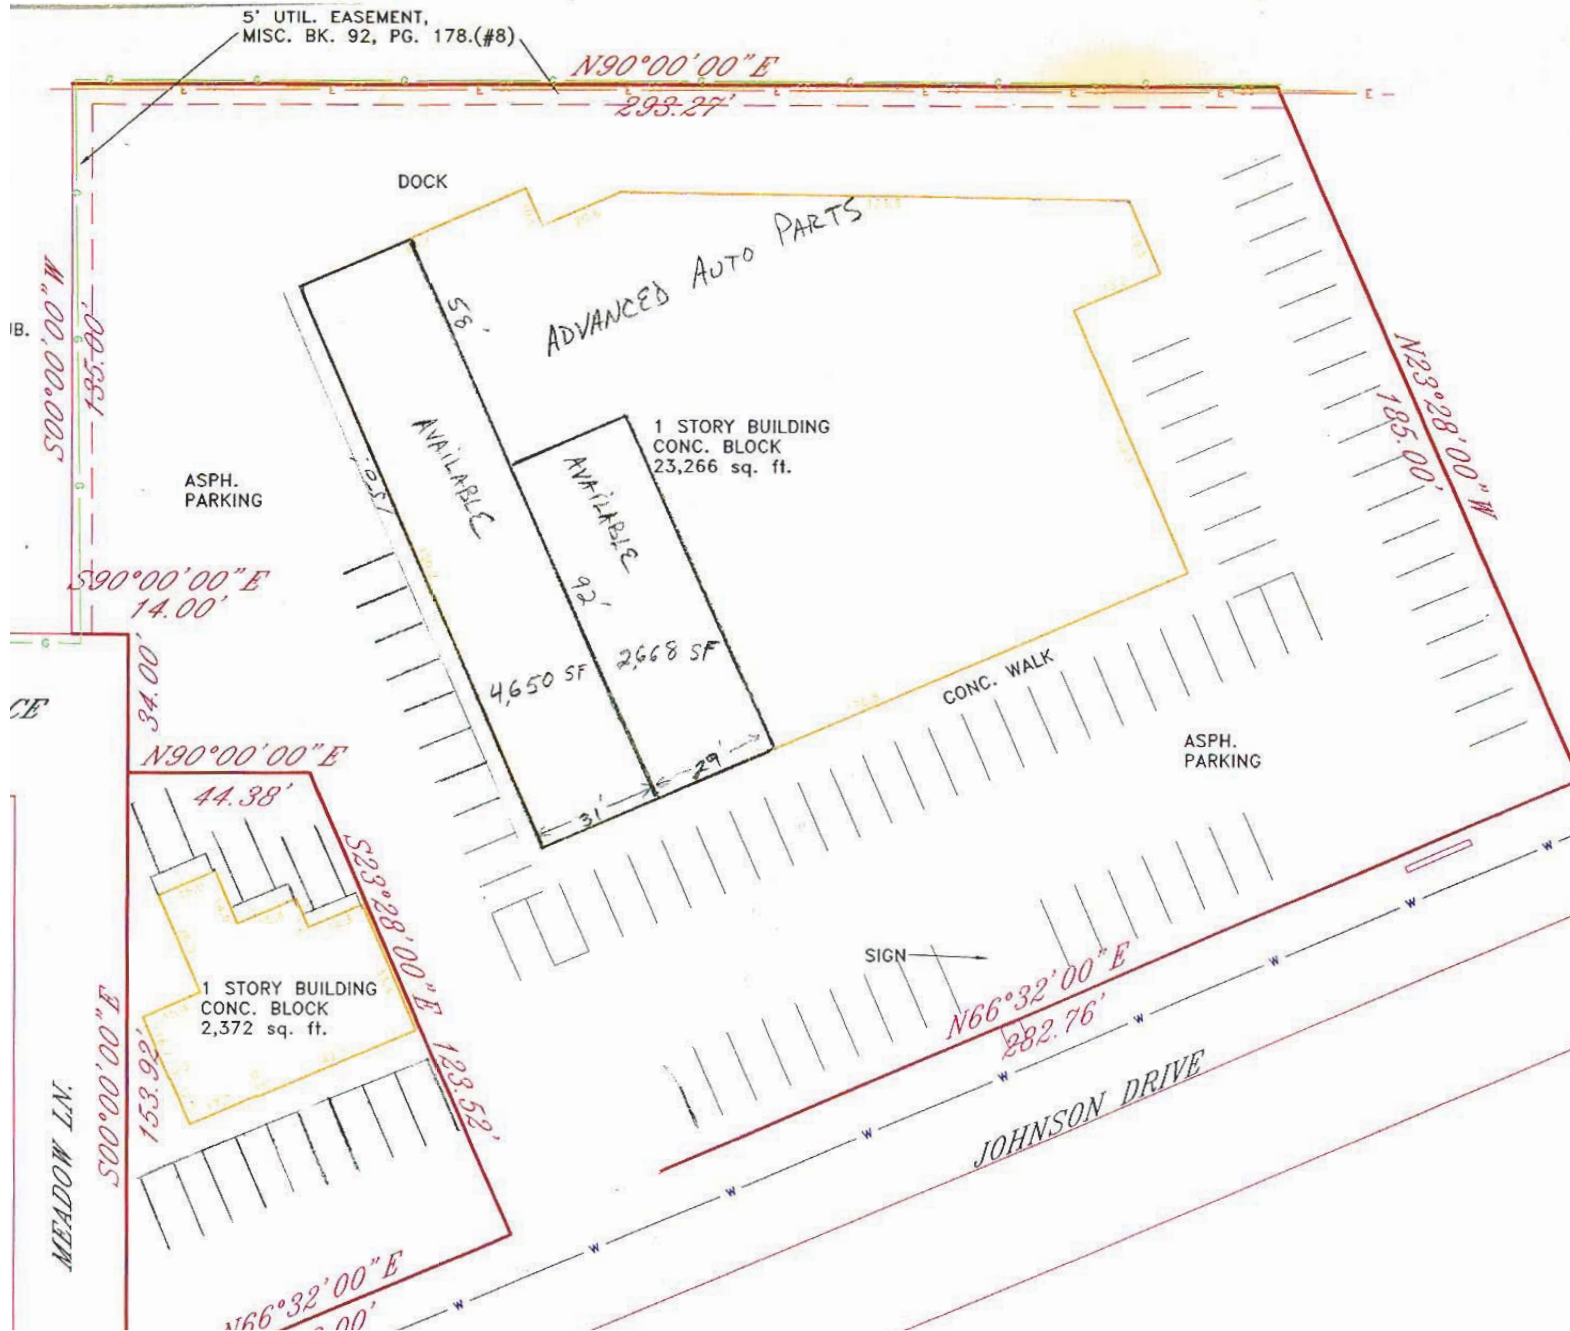 5' UTIL. EASEMENT,
MISC. BK. 92, PG. 178.(#8)
N90°00'00"E
293.27'
DOCK
ADVANCED AUTO PARTS
S00°00'00"W
135.00'
58'
N23°28'00"W
185.00'
1 STORY BUILDING
CONC. BLOCK
23,266 sq. ft.
AVAILABLE
AVAILABLE
150'
ASPH.
PARKING
S90°00'00"E
14.00'
92'
34.00'
2,668 SF
4,650 SF
CONC. WALK
N90°00'00"E
44.38'
29'
31'
ASPH.
PARKING
S23°28'00"E 123.52'
SIGN
N66°32'00"E
282.76'
1 STORY BUILDING
CONC. BLOCK
2,372 sq. ft.
S00°00'00"E
153.92'
JOHNSON DRIVE
MEADOW LN.
N66°32'00"E